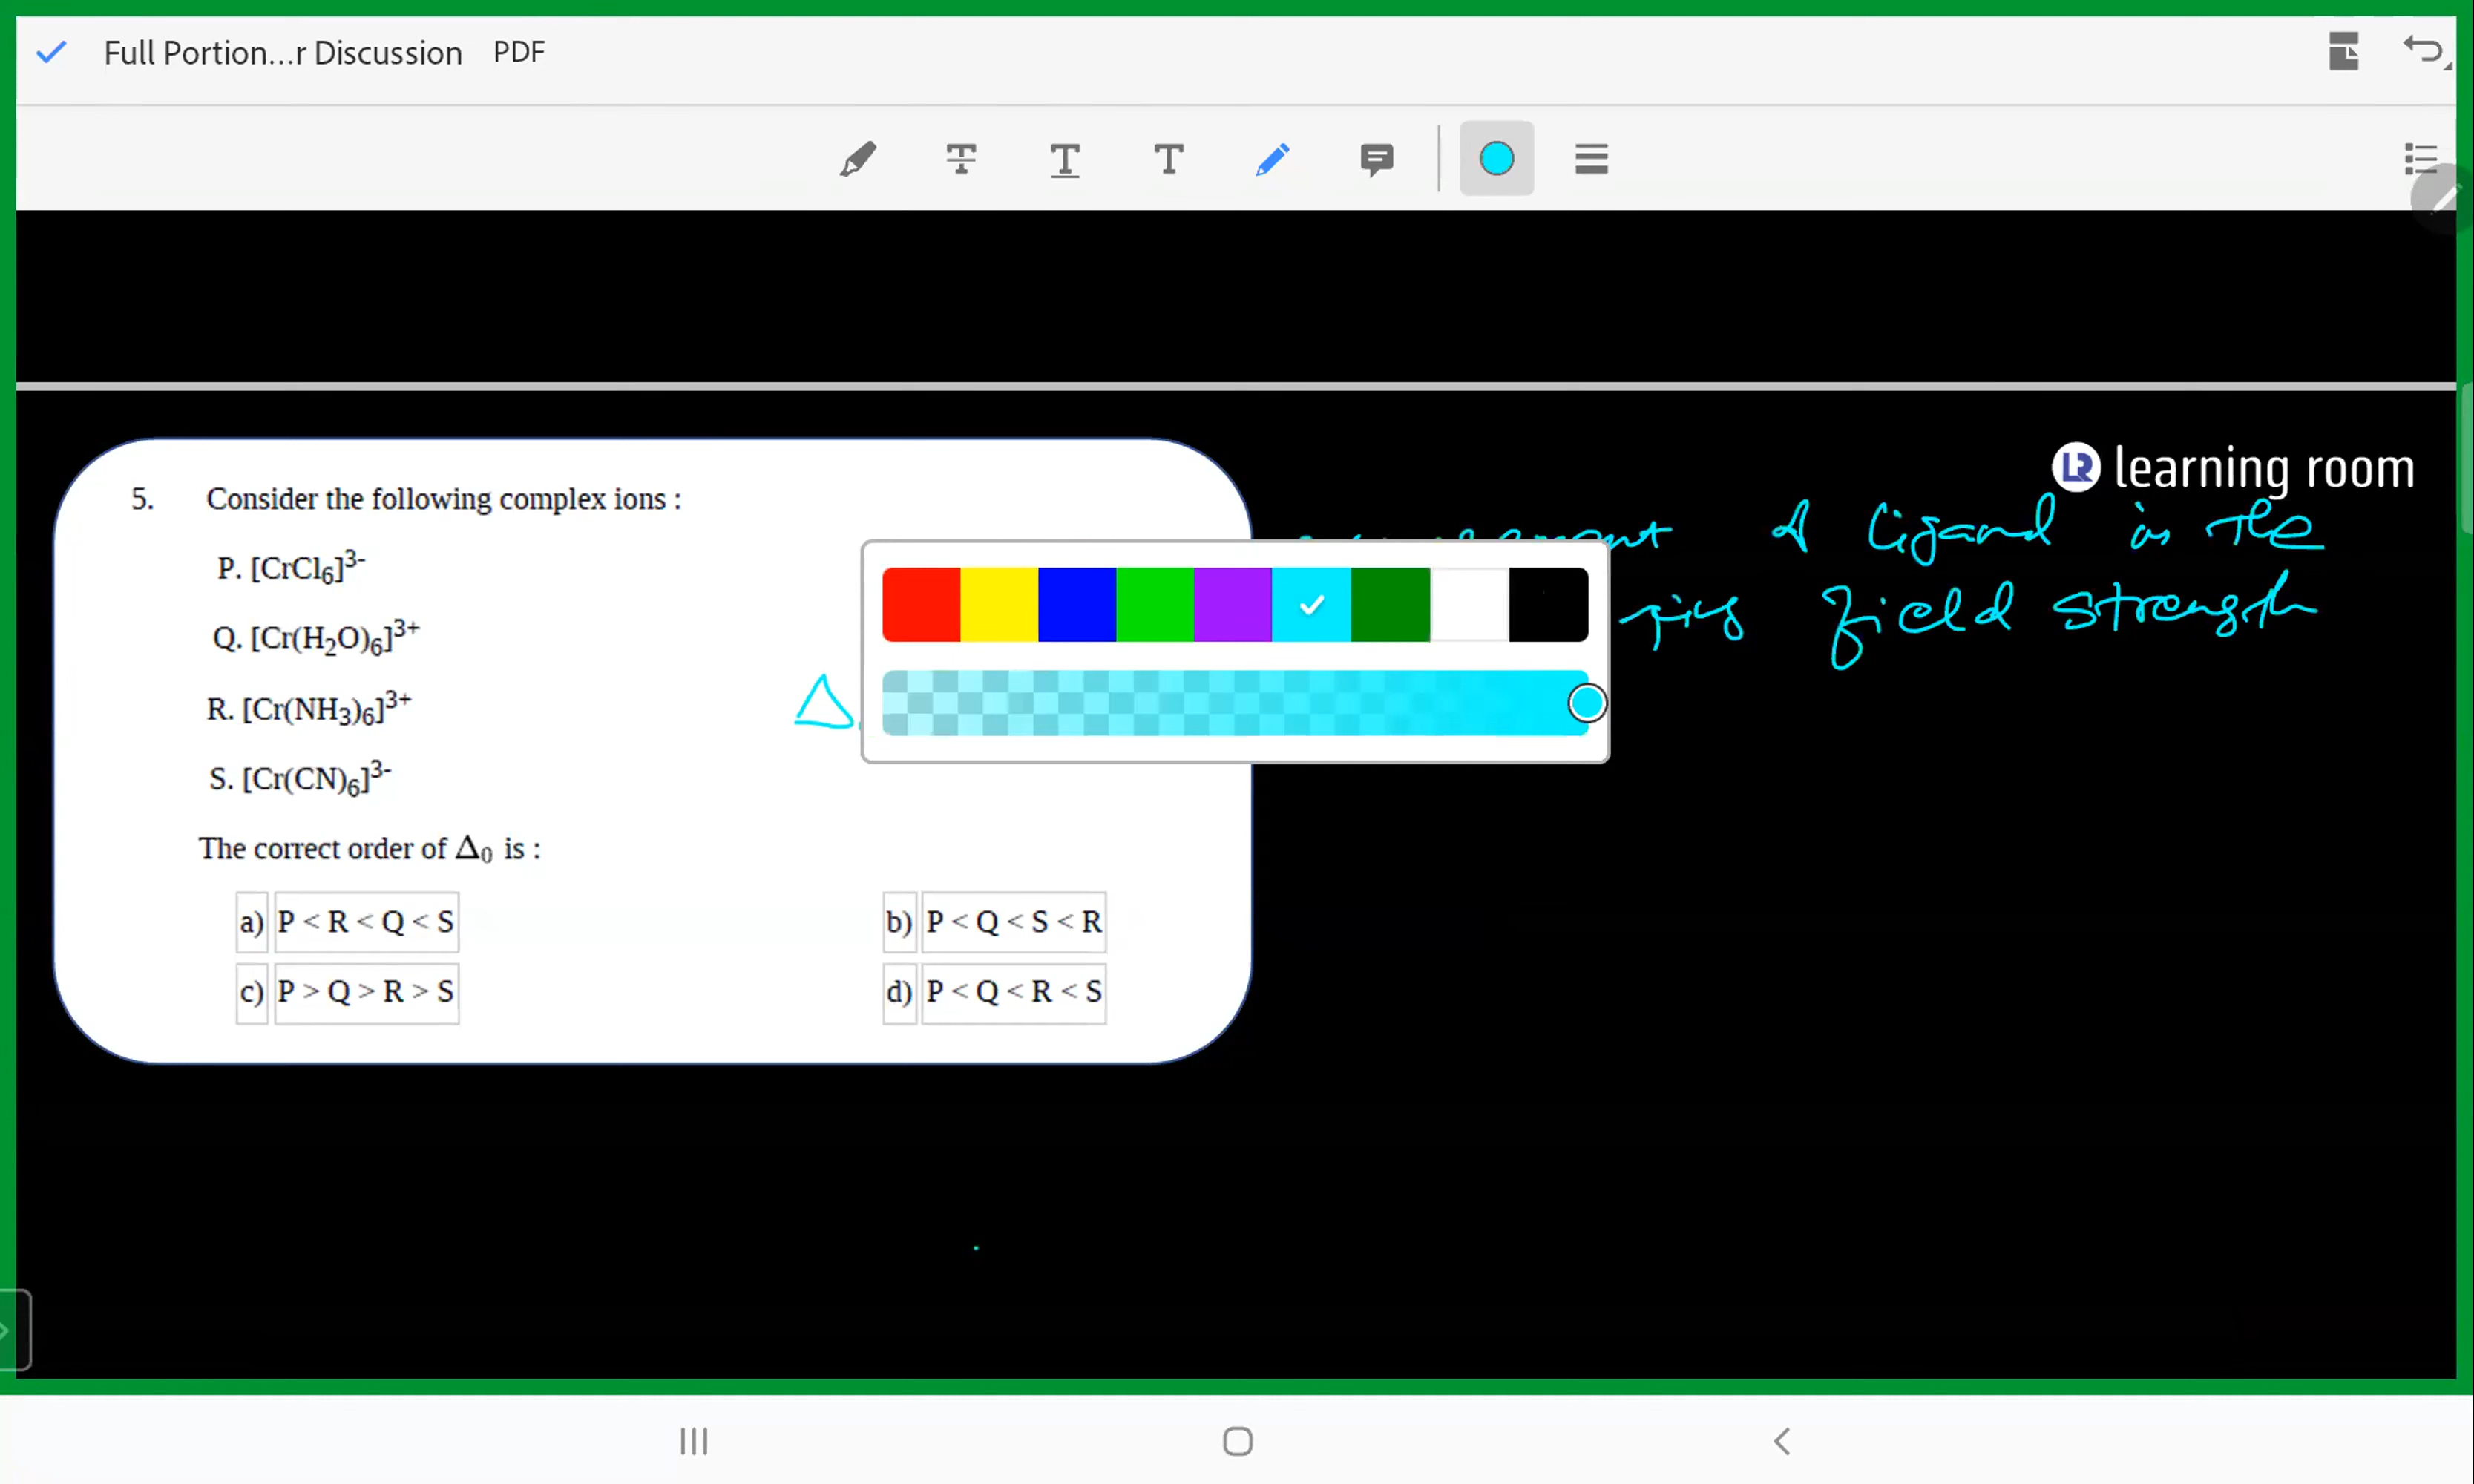 Full Portion...r Discussion PDF
learning room
5. Consider the following complex ions :
of ligand is the
P. [CrCl6]3-
field strength
Q. [Cr(H2O)6]3+
R. [Cr(NH3)6]3+
Δ
S. [Cr(CN)6]3-
The correct order of Δ0 is :
a) P < R < Q < S b) P < Q < S < R
c) P > Q > R > S d) P < Q < R < S